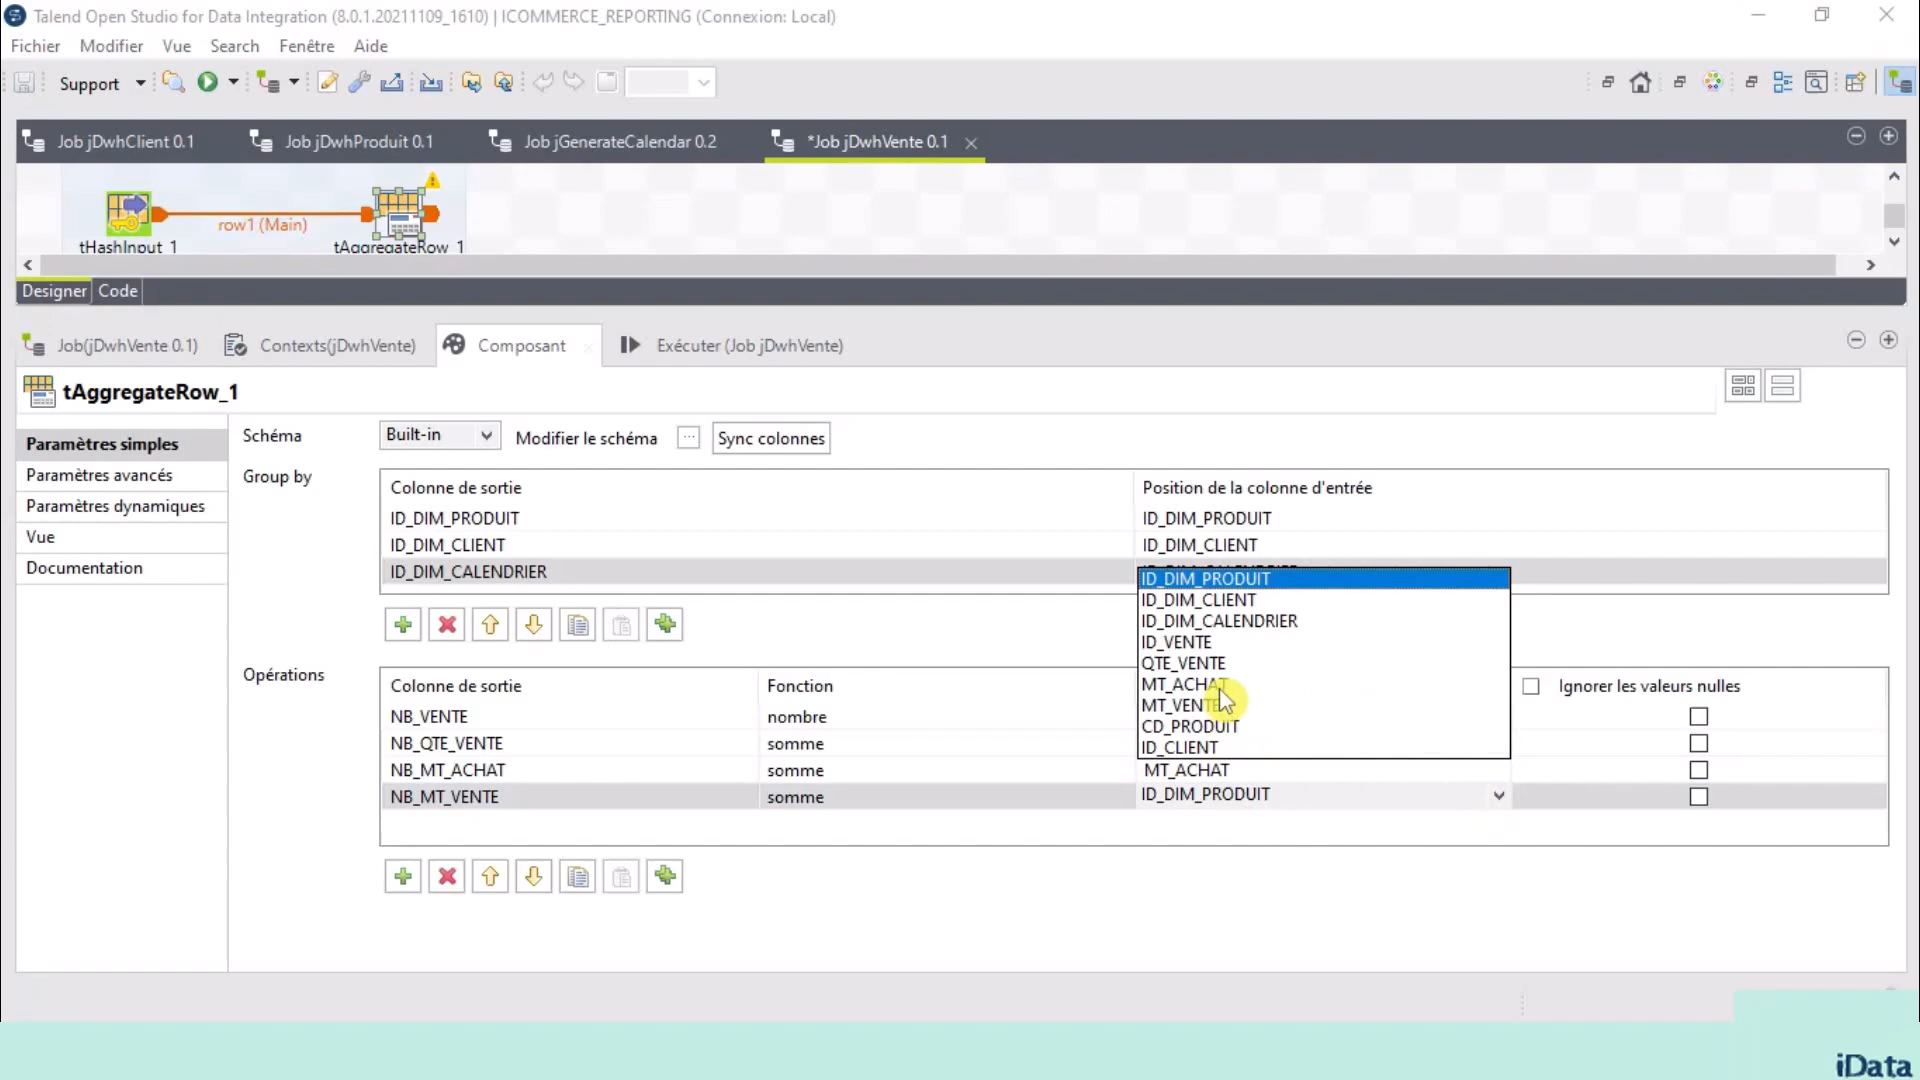 Talend Open Studio for Data Integration (8.0.1.20211109_1610) | ICOMMERCE_REPORTING (Connexion: Local)
Fichier Modifier Vue Search Fenêtre Aide
Support
Job jDwhClient 0.1 Job jDwhProduit 0.1 Job jGenerateCalendar 0.2 *Job jDwhVente 0.1
row1 (Main)
tHashInput_1 tAggregateRow_1
Designer Code
Job(jDwhVente 0.1) Contexts(jDwhVente) Composant Exécuter (Job jDwhVente)
tAggregateRow_1
Paramètres simples
Paramètres avancés
Paramètres dynamiques
Vue
Documentation
Schéma Built-in Modifier le schéma ... Sync colonnes
Group by
Colonne de sortie Position de la colonne d'entrée
ID_DIM_PRODUIT ID_DIM_PRODUIT
ID_DIM_CLIENT ID_DIM_CLIENT
ID_DIM_CALENDRIER
ID_DIM_PRODUIT
ID_DIM_CLIENT
ID_DIM_CALENDRIER
ID_VENTE
QTE_VENTE
MT_ACHAT
MT_VENTE
CD_PRODUIT
ID_CLIENT
Opérations
Colonne de sortie Fonction Ignorer les valeurs nulles
NB_VENTE nombre
NB_QTE_VENTE somme
NB_MT_ACHAT somme MT_ACHAT
NB_MT_VENTE somme ID_DIM_PRODUIT
iData